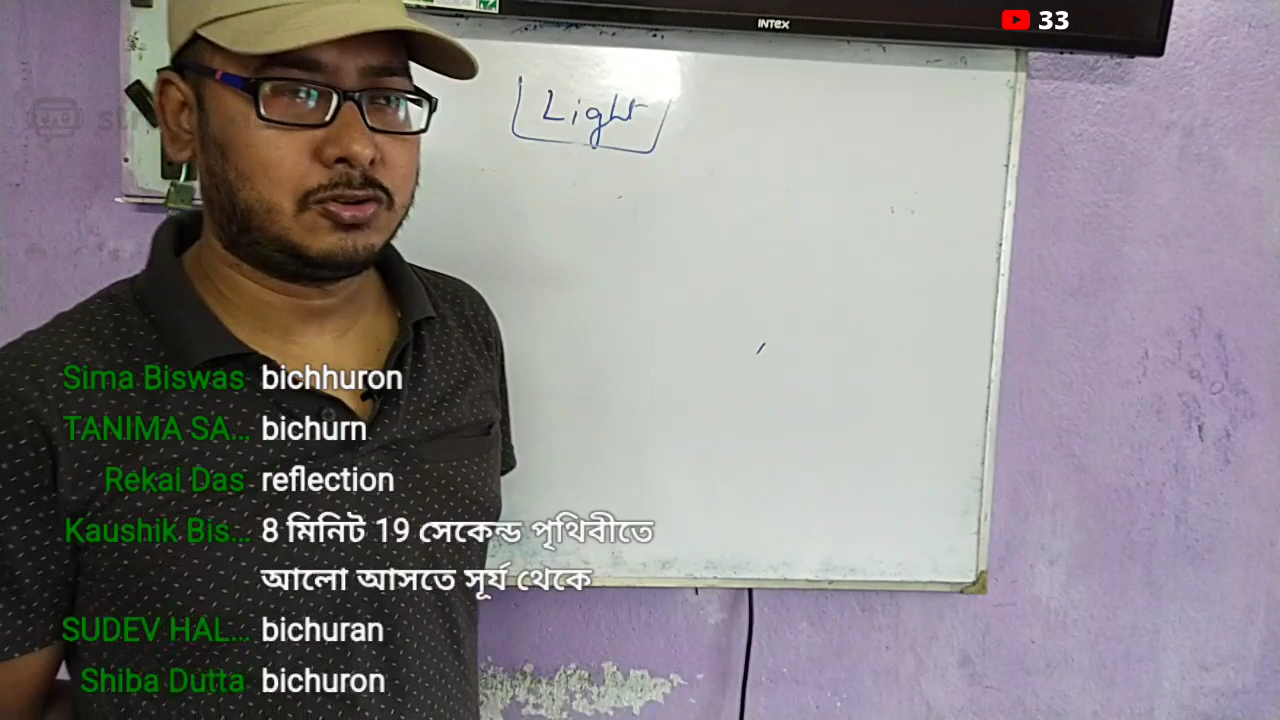 INTEX
33
Light
Sima Biswas bichhuron
TANIMA SA... bichurn
Rekai Das reflection
Kaushik Bis... 8 মিনিট 19 সেকেন্ড পৃথিবীতে
আলো আসতে সূর্য থেকে
SUDEV HAL... bichuran
Shiba Dutta bichuron